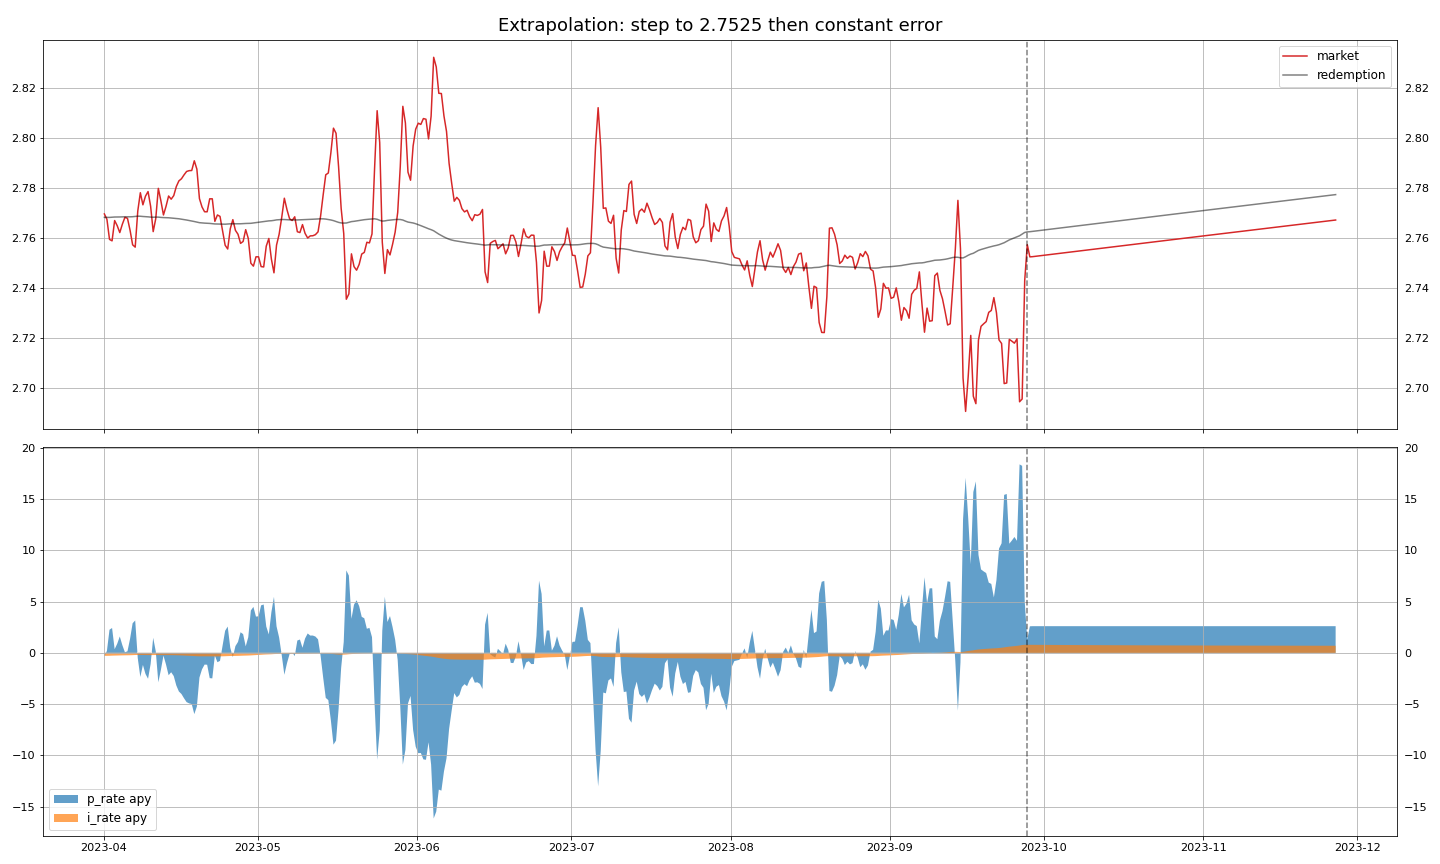 Extrapolation: step to 2.7525 then constant error
market
redemption
2.82 2.82
2.80 2.80
2.78 2.78
2.76 2.76
2.74 2.74
2.72 2.72
2.70 2.70
20 20
15 15
10 10
5 5
0 0
−5 −5
−10 −10
−15 −15
p_rate apy
i_rate apy
2023-04 2023-05 2023-06 2023-07 2023-08 2023-09 2023-10 2023-11 2023-12